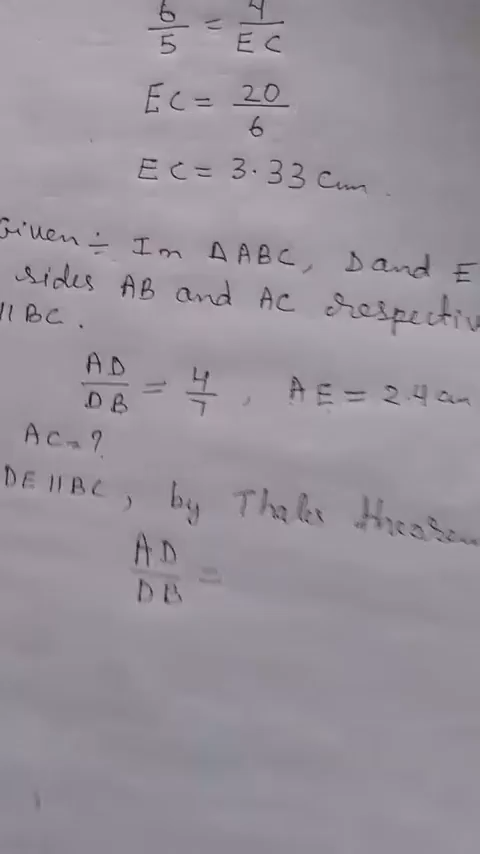 6/5 = 4/EC
EC = 20/6
EC = 3.33 cm.
Given ÷ In ΔABC, D and E
sides AB and AC respectiv
|| BC.
AD/DB = 4/7, AE = 2.4 cm
AC = ?
DE || BC, by Thales theorem
AD/DB =